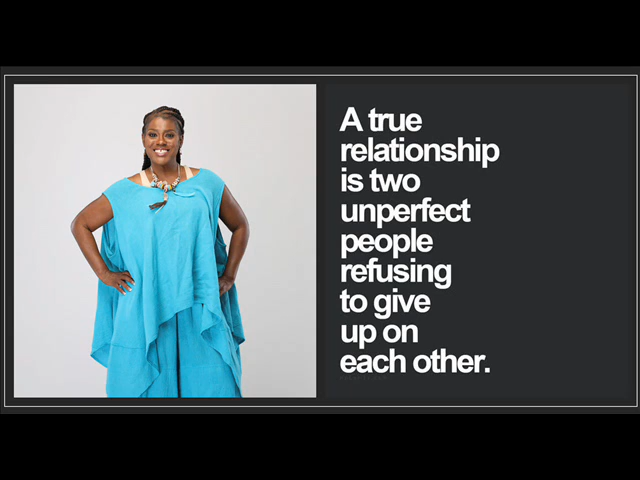 A true
relationship
is two
unperfect
people
refusing
to give
up on
each other.